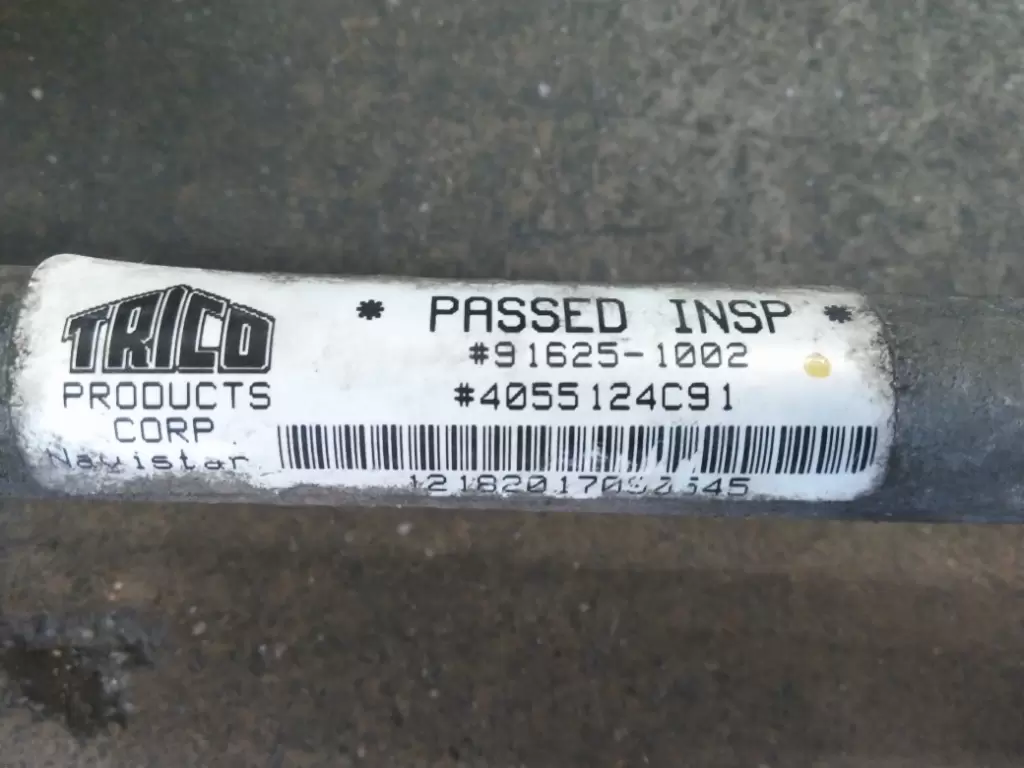 TRICO
PRODUCTS
CORP
Navistar
* PASSED INSP *
#91625-1002
#4055124C91